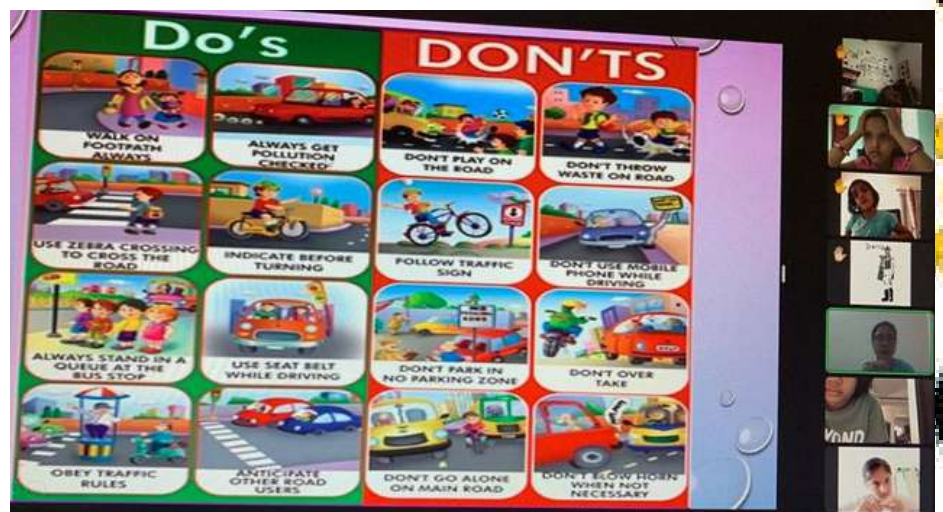 Do's
DON'TS
WALK ON
FOOTPATH
ALWAYS
ALWAYS GET
POLLUTION
CHECKED
DON'T PLAY ON
THE ROAD
DON'T THROW
WASTE ON ROAD
USE ZEBRA CROSSING
TO CROSS THE
ROAD
INDICATE BEFORE
TURNING
FOLLOW TRAFFIC
SIGN
DON'T USE MOBILE
PHONE WHILE
DRIVING
ALWAYS STAND IN A
QUEUE AT THE
BUS STOP
USE SEAT BELT
WHILE DRIVING
DON'T PARK IN
NO PARKING ZONE
DON'T OVER
TAKE
OBEY TRAFFIC
RULES
ANTICIPATE
OTHER ROAD
USERS
DON'T GO ALONE
ON MAIN ROAD
DON'T BLOW HORN
WHEN NOT
NECESSARY